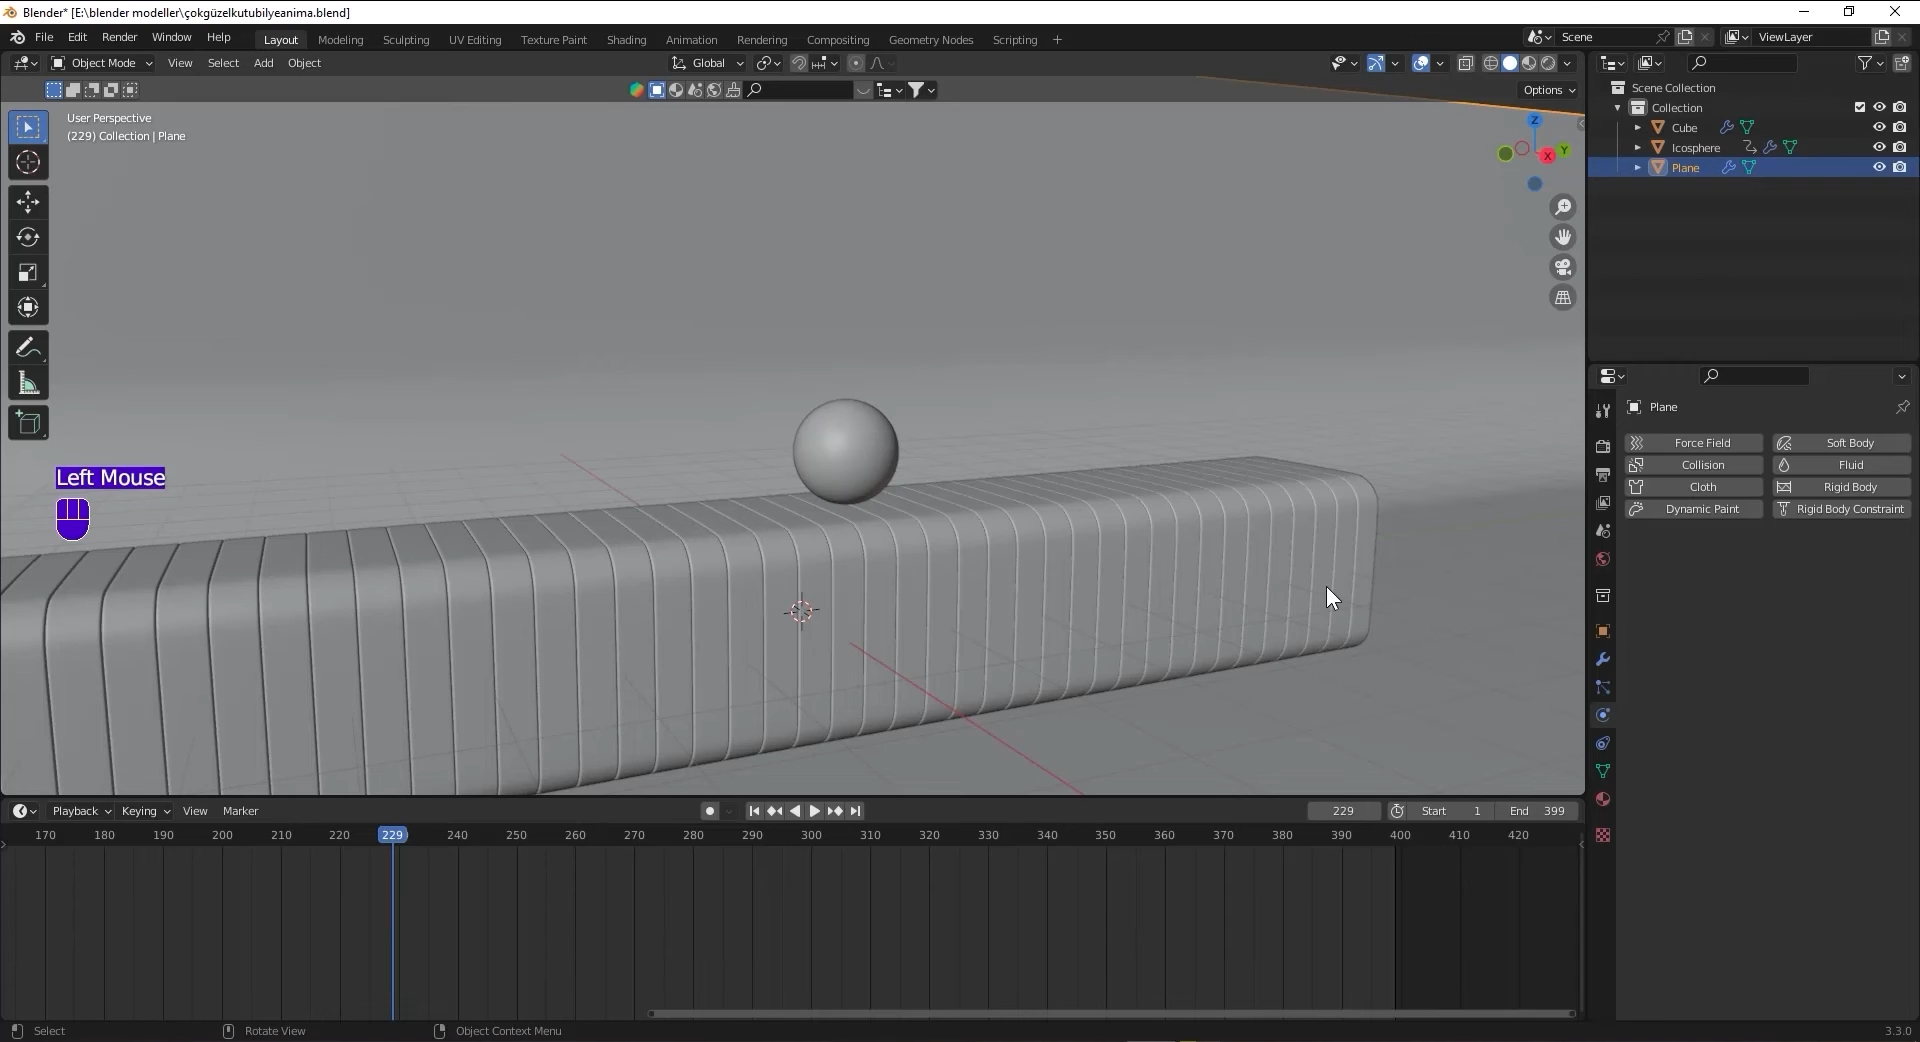 Blender* [E:\blender modeller\çokgüzelkutubilyeanima.blend]
File Edit Render Window Help Layout Modeling Sculpting UV Editing Texture Paint Shading Animation Rendering Compositing Geometry Nodes Scripting + Scene ViewLayer
Object Mode View Select Add Object Global
Options
User Perspective
(229) Collection | Plane
Z
X Y
Left Mouse
Scene Collection
Collection
Cube
Icosphere
Plane
Plane
Force Field Soft Body
Collision Fluid
Cloth Rigid Body
Dynamic Paint Rigid Body Constraint
Playback Keying View Marker 229 Start 1 End 399
170 180 190 200 210 220 229 240 250 260 270 280 290 300 310 320 330 340 350 360 370 380 390 400 410 420
Select Rotate View Object Context Menu 3.3.0